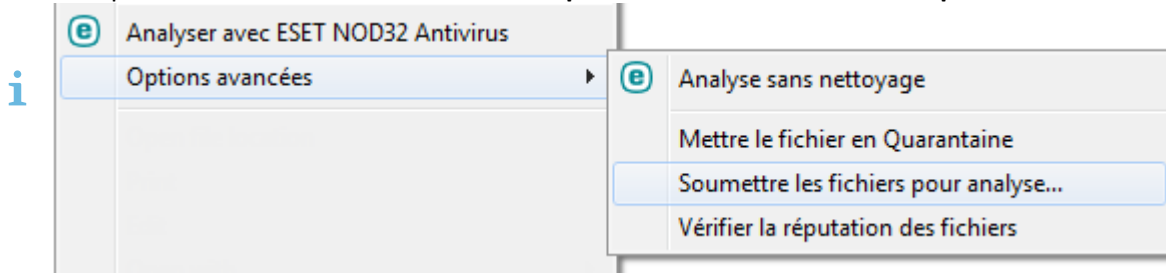 Analyser avec ESET NOD32 Antivirus
Options avancées
Analyse sans nettoyage
Mettre le fichier en Quarantaine
Soumettre les fichiers pour analyse...
Vérifier la réputation des fichiers